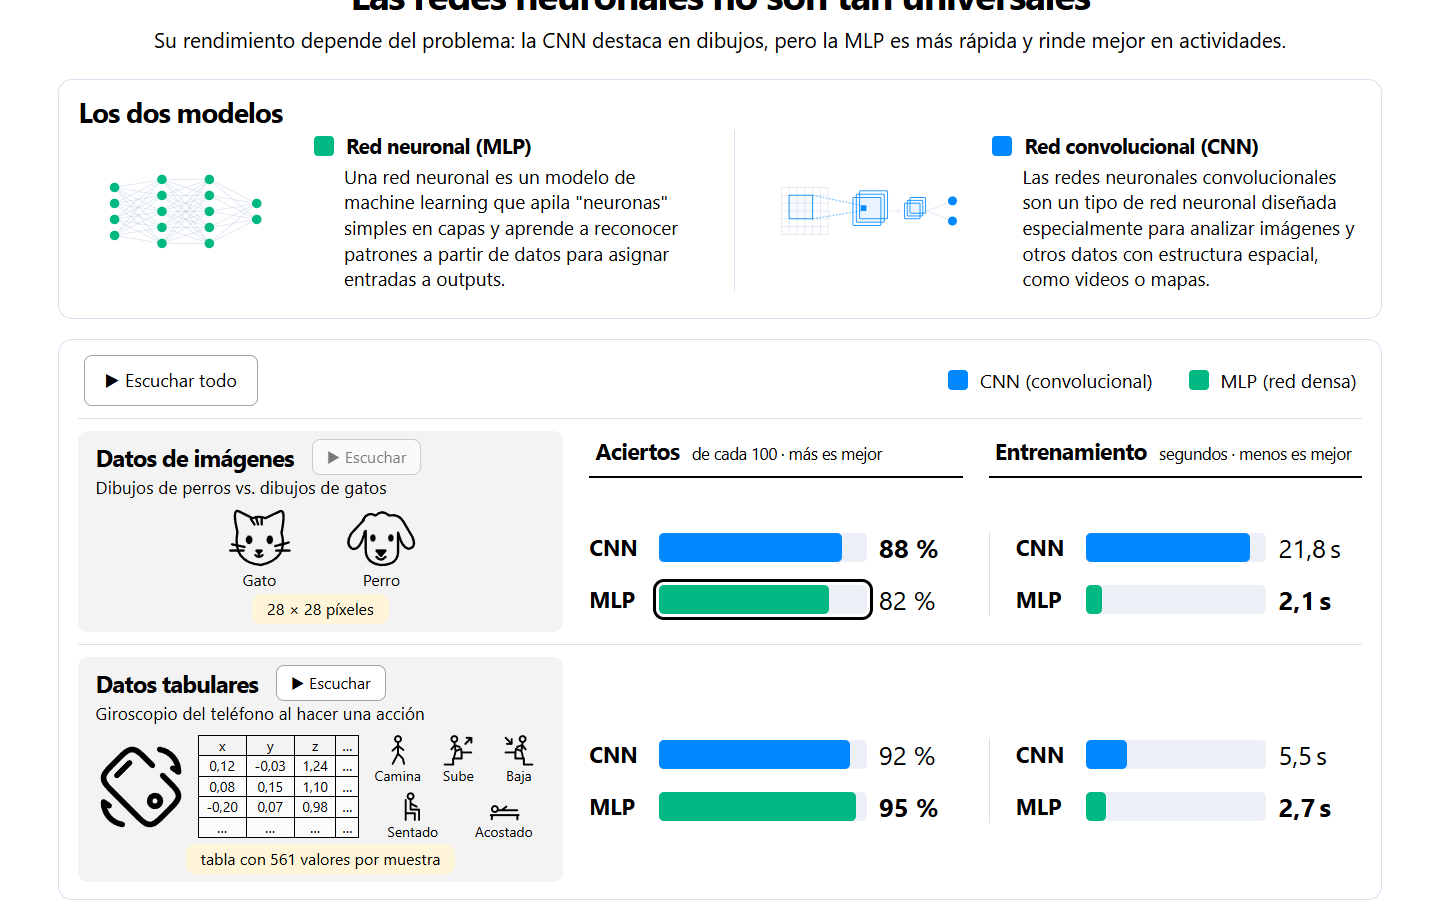 Las redes neuronales no son tan universales
Su rendimiento depende del problema: la CNN destaca en dibujos, pero la MLP es más rápida y rinde mejor en actividades.
Los dos modelos
Red neuronal (MLP)
Una red neuronal es un modelo de
machine learning que apila "neuronas"
simples en capas y aprende a reconocer
patrones a partir de datos para asignar
entradas a outputs.
Red convolucional (CNN)
Las redes neuronales convolucionales
son un tipo de red neuronal diseñada
especialmente para analizar imágenes y
otros datos con estructura espacial,
como videos o mapas.
▶ Escuchar todo
CNN (convolucional)
MLP (red densa)
Datos de imágenes
▶ Escuchar
Dibujos de perros vs. dibujos de gatos
Gato
Perro
28 × 28 píxeles
Aciertos de cada 100 · más es mejor
CNN 88 %
MLP 82 %
Entrenamiento segundos · menos es mejor
CNN 21,8 s
MLP 2,1 s
Datos tabulares
▶ Escuchar
Giroscopio del teléfono al hacer una acción
x y z ...
0,12 -0,03 1,24 ...
0,08 0,15 1,10 ...
-0,20 0,07 0,98 ...
... ... ... ...
Camina
Sube
Baja
Sentado
Acostado
tabla con 561 valores por muestra
CNN 92 %
MLP 95 %
CNN 5,5 s
MLP 2,7 s